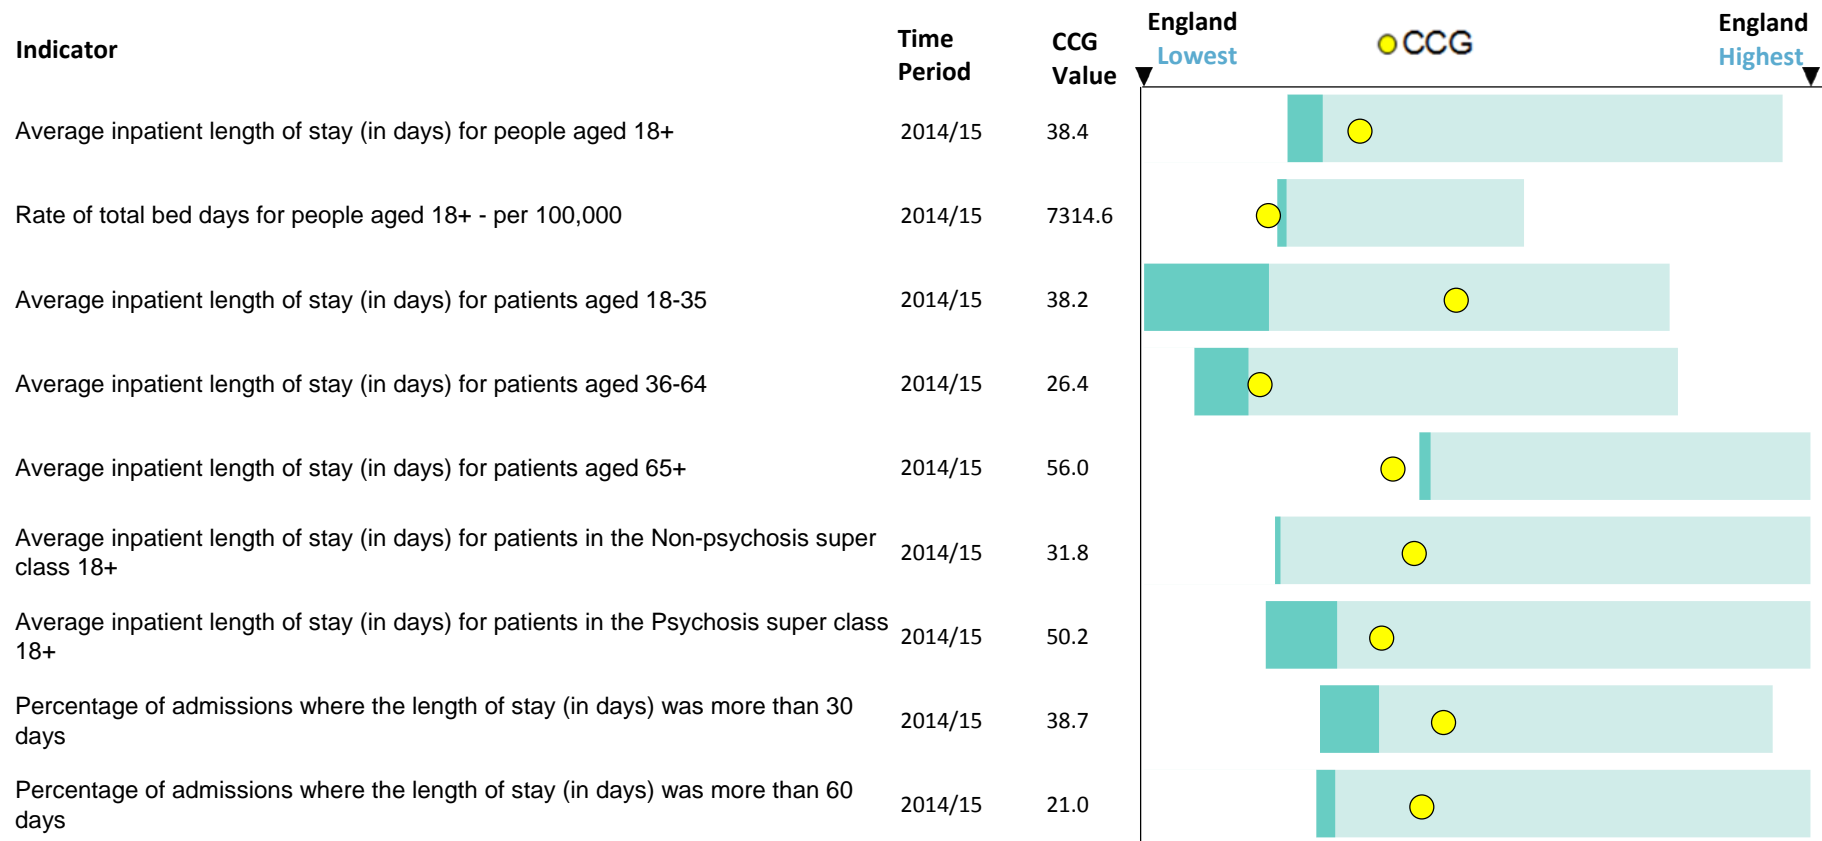 Indicator
Time Period
CCG Value
England Lowest
CCG
England Highest
Average inpatient length of stay (in days) for people aged 18+ 2014/15 38.4
Rate of total bed days for people aged 18+ - per 100,000 2014/15 7314.6
Average inpatient length of stay (in days) for patients aged 18-35 2014/15 38.2
Average inpatient length of stay (in days) for patients aged 36-64 2014/15 26.4
Average inpatient length of stay (in days) for patients aged 65+ 2014/15 56.0
Average inpatient length of stay (in days) for patients in the Non-psychosis super
class 18+ 2014/15 31.8
Average inpatient length of stay (in days) for patients in the Psychosis super class
18+ 2014/15 50.2
Percentage of admissions where the length of stay (in days) was more than 30
days 2014/15 38.7
Percentage of admissions where the length of stay (in days) was more than 60
days 2014/15 21.0